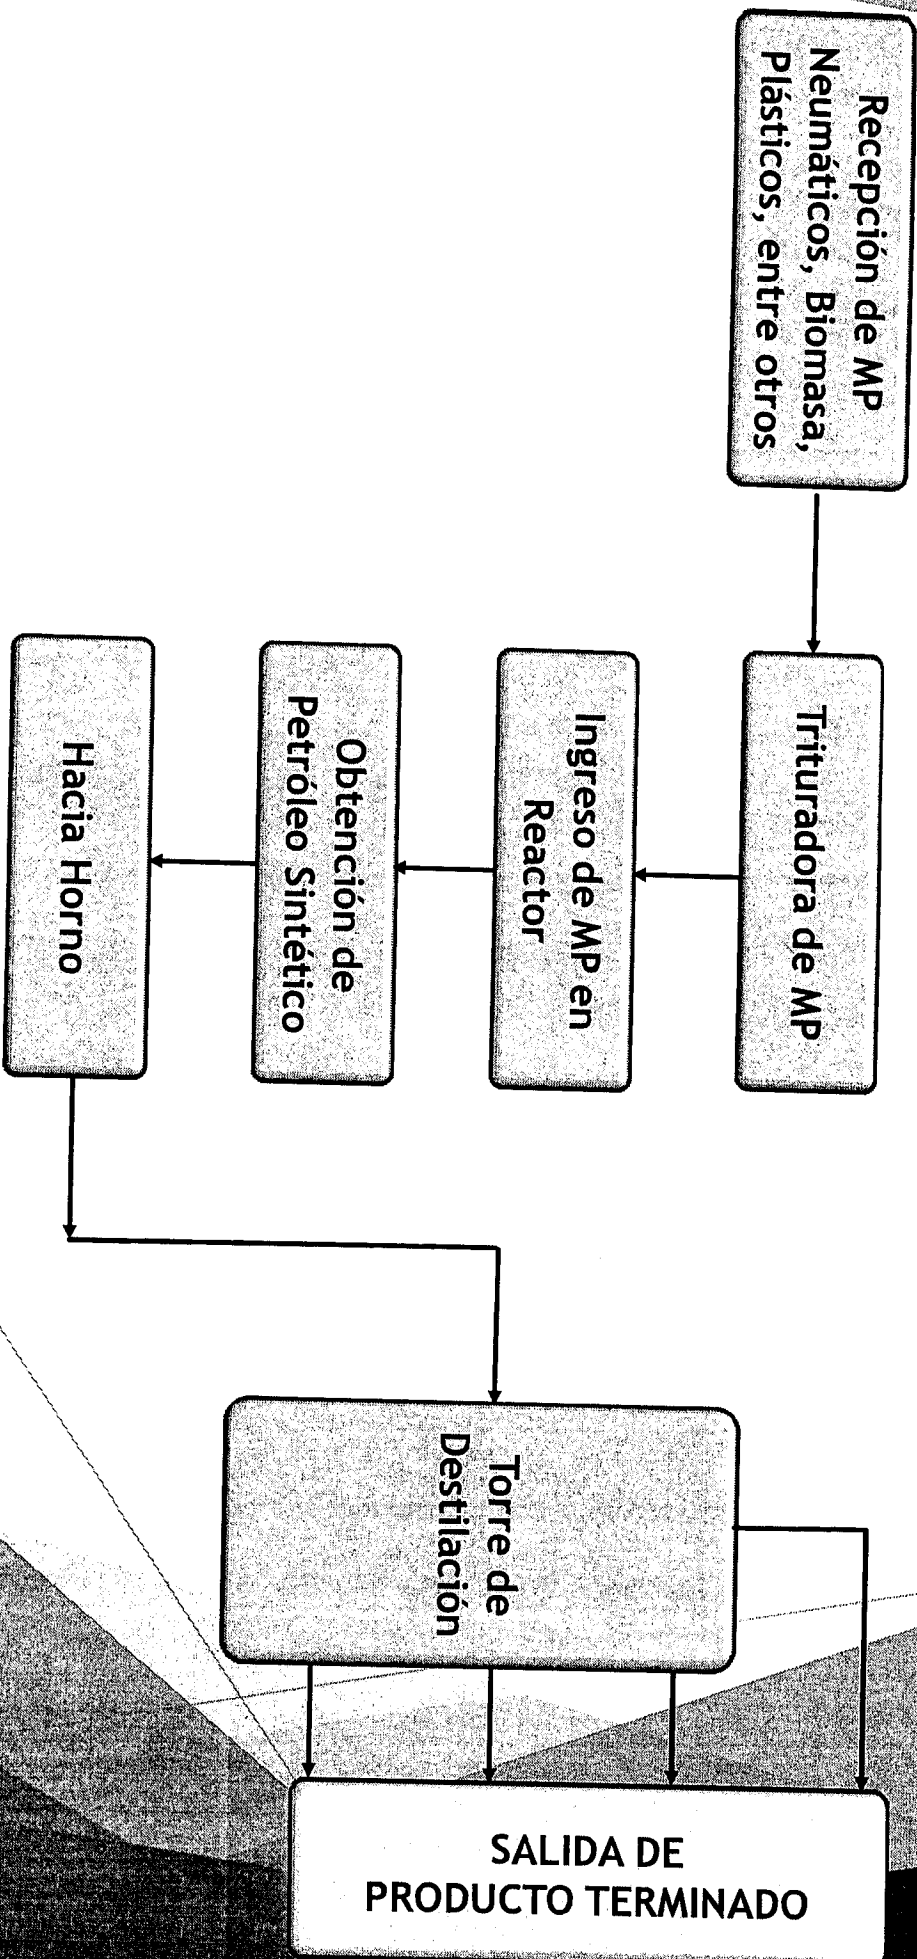 Recepción de MP
Neumáticos, Biomasa,
Plásticos, entre otros
Trituradora de MP
Ingreso de MP en
Reactor
Obtención de
Petróleo Sintético
Hacia Horno
Torre de
Destilación
SALIDA DE
PRODUCTO TERMINADO